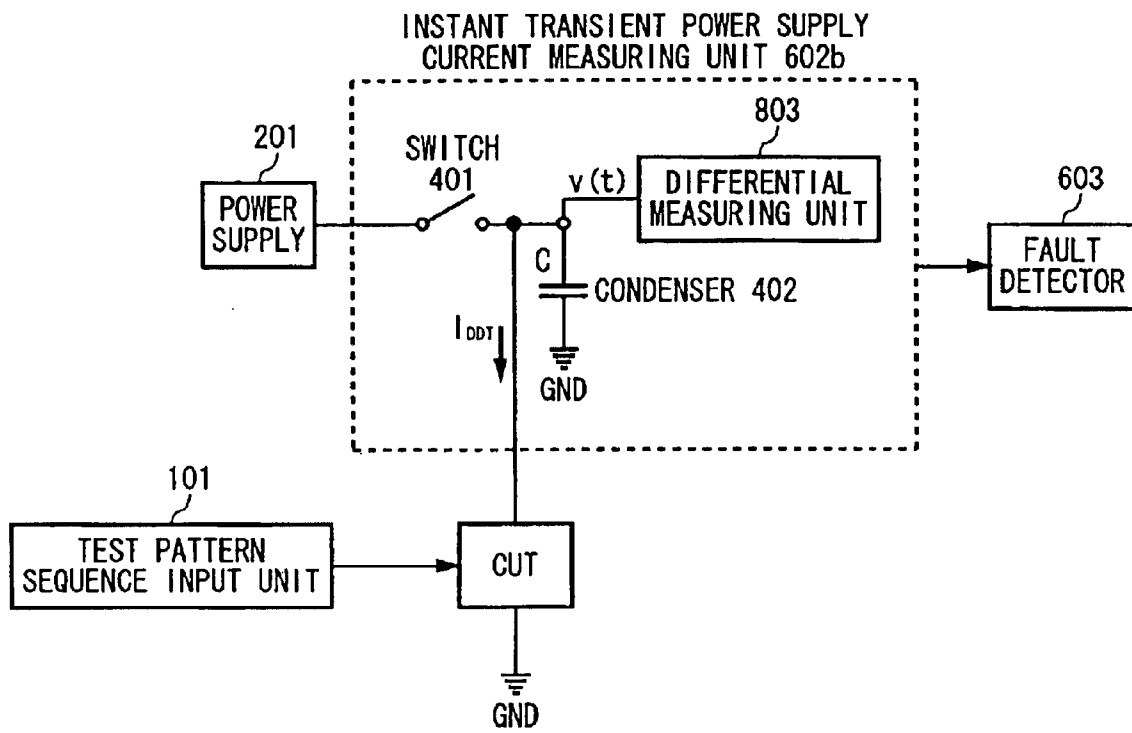 INSTANT TRANSIENT POWER SUPPLY
CURRENT MEASURING UNIT 602b
201
POWER
SUPPLY
SWITCH
401
v(t)
803
DIFFERENTIAL
MEASURING UNIT
603
FAULT
DETECTOR
C
CONDENSER 402
IDDT
GND
101
TEST PATTERN
SEQUENCE INPUT UNIT
CUT
GND